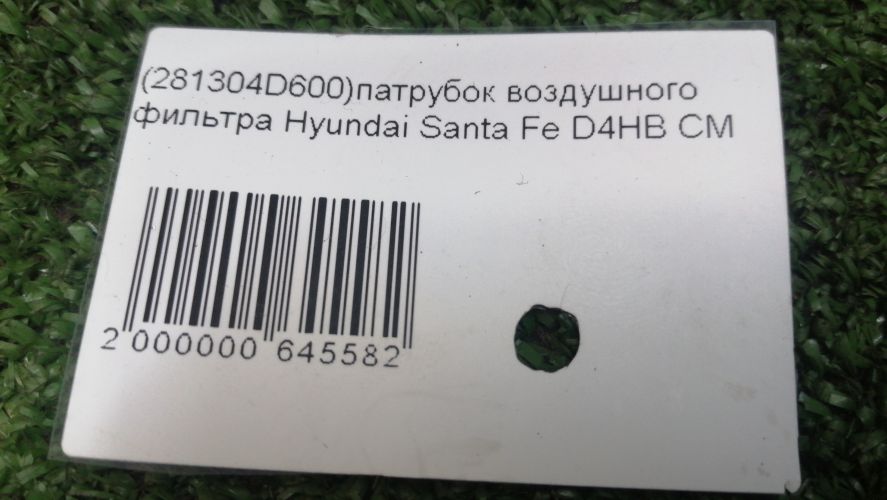 (281304D600)патрубок воздушного
фильтра Hyundai Santa Fe D4HB CM
2 000000 645582